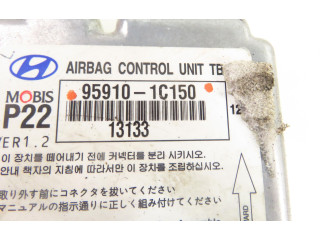 AIRBAG CONTROL UNIT TB
MOBIS
95910-1C150
P22
12
13133
VER1.2
이 장치를 떼어내기 전에 커넥터를 분리 시키시오.
안내 책자의 지침에 따라서만 이 장치를 조립하십시오
取り外す前にコネクタを抜いてください
マニュアルの指示通りに正しく組み付けてください